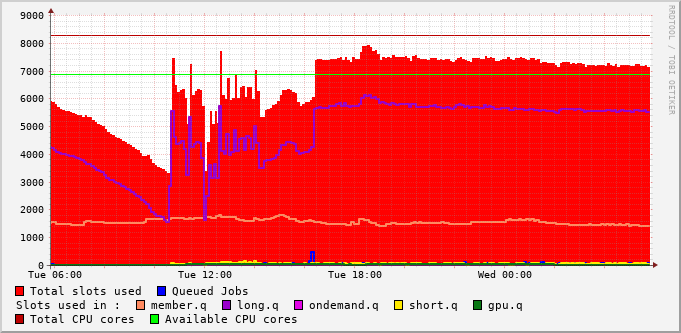 RRDTOOL / TOBI OETIKER
9000
8000
7000
6000
5000
4000
3000
2000
1000
0
Tue 06:00 Tue 12:00 Tue 18:00 Wed 00:00
Total slots used Queued Jobs
Slots used in : member.q long.q ondemand.q short.q gpu.q
Total CPU cores Available CPU cores